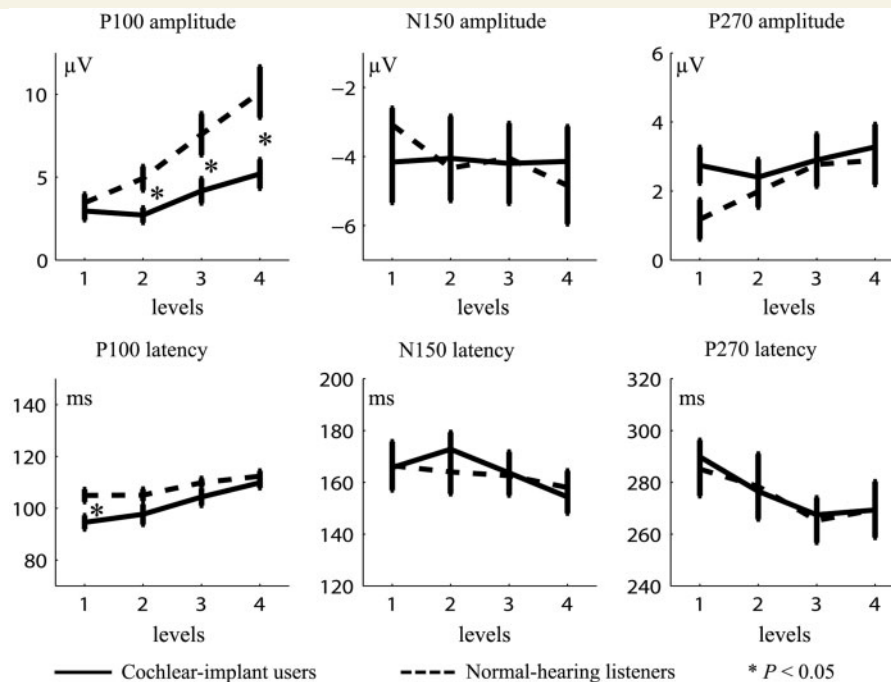 P100 amplitude N150 amplitude P270 amplitude
µV µV µV
10
5
0
−2
−4
−6
6
4
2
0
* * *
1 2 3 4 1 2 3 4 1 2 3 4
levels levels levels
P100 latency N150 latency P270 latency
ms ms ms
140
120
100
80
200
180
160
140
120
320
300
280
260
240
*
1 2 3 4 1 2 3 4 1 2 3 4
levels levels levels
Cochlear-implant users Normal-hearing listeners * P < 0.05